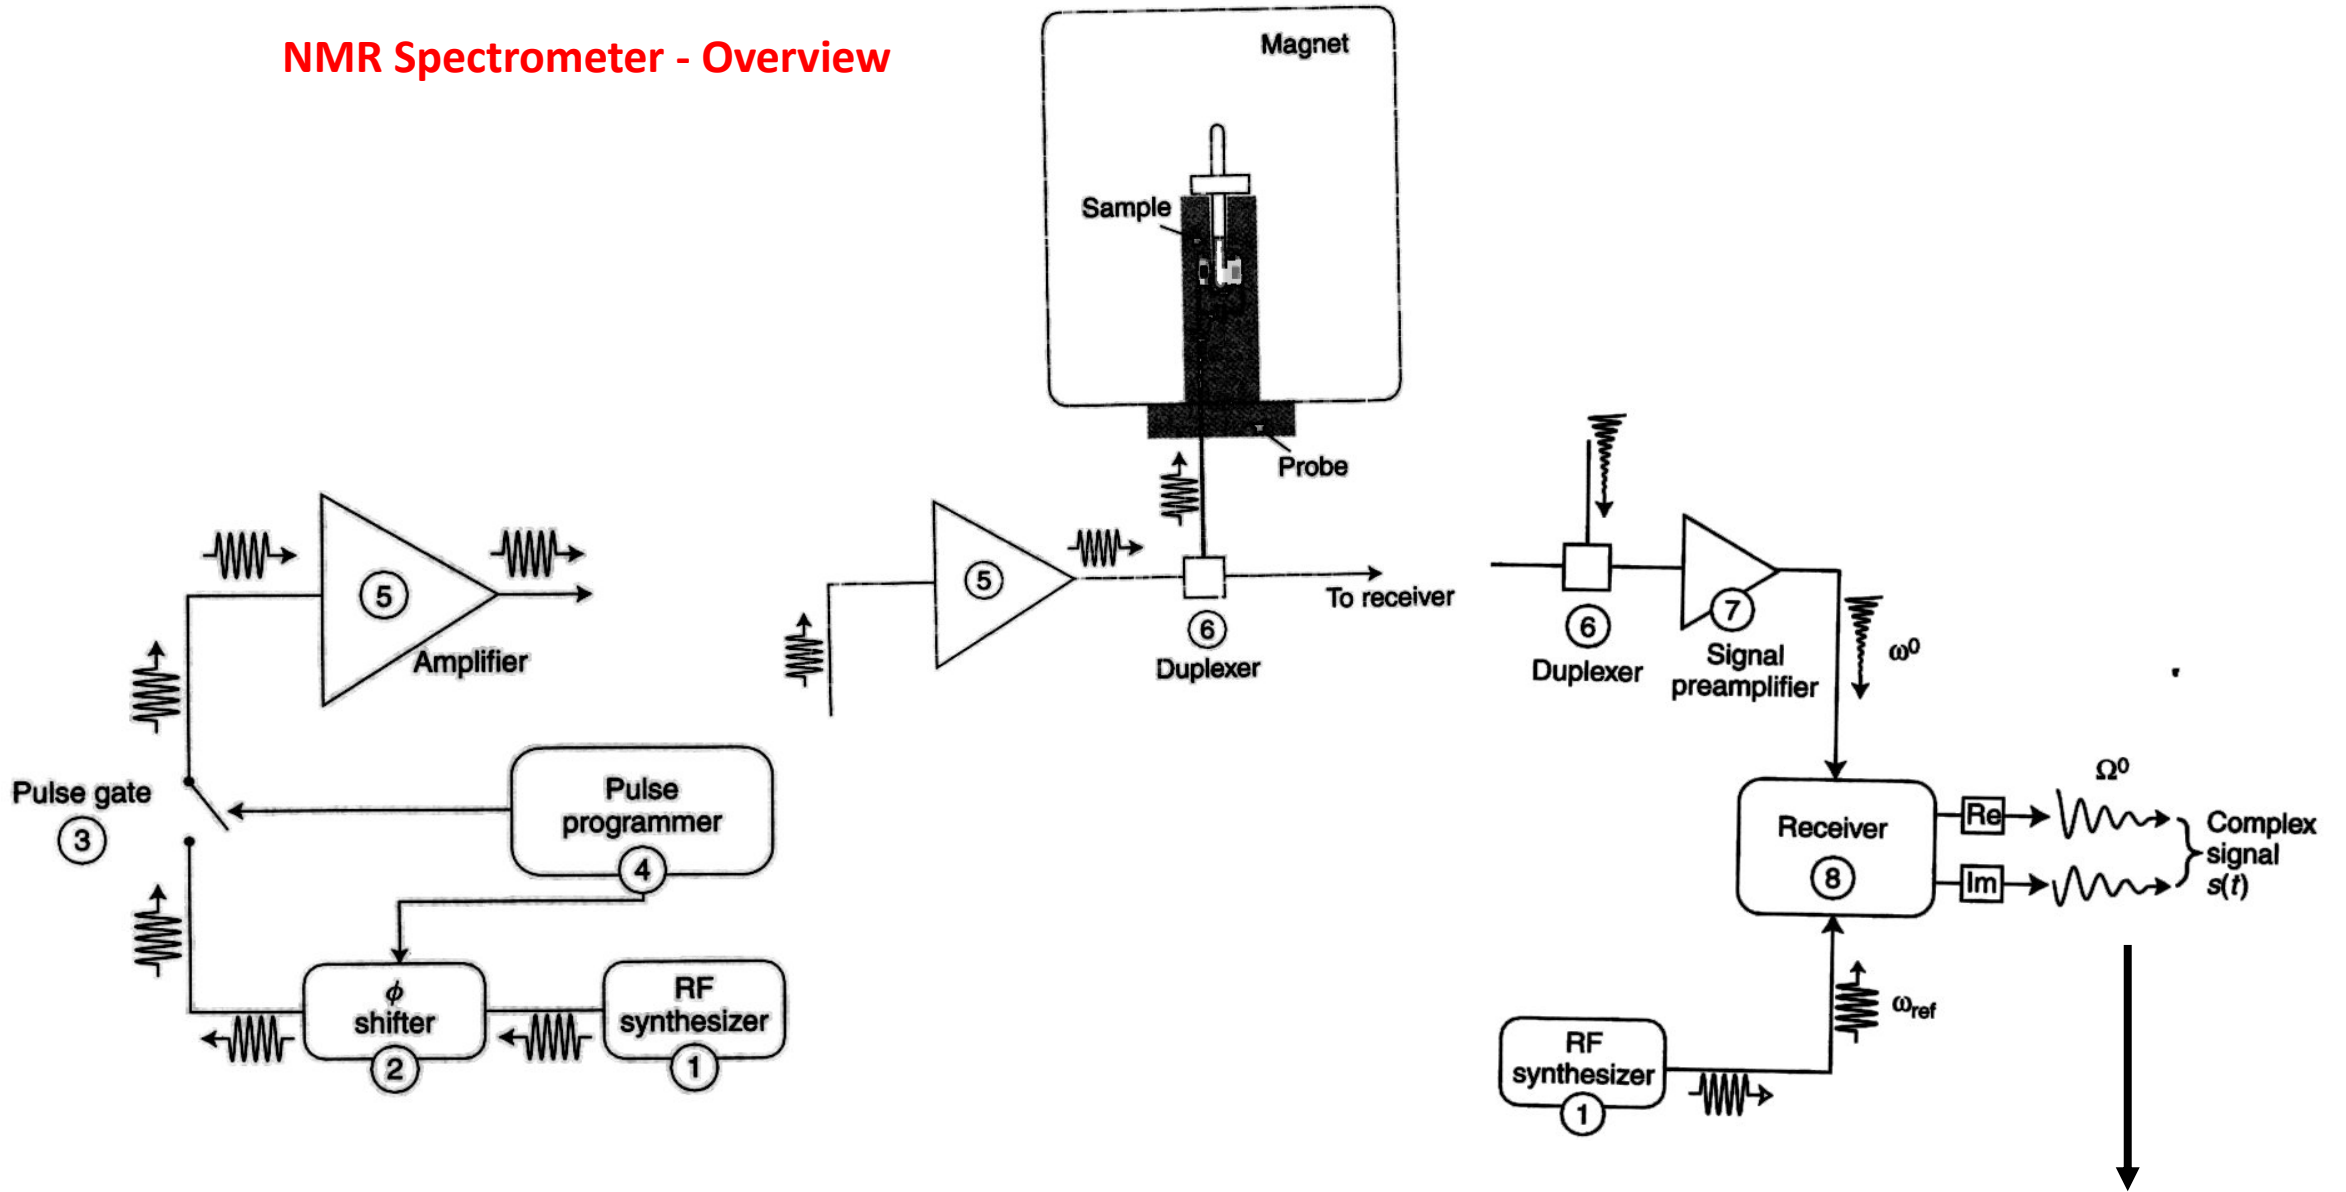 NMR Spectrometer - Overview
Magnet
Sample
Probe
5
Amplifier
Pulse gate
3
Pulse
programmer
4
ϕ
shifter
2
RF
synthesizer
1
5
6
Duplexer
To receiver
6
Duplexer
7
Signal
preamplifier
ω⁰
Receiver
8
Re
Im
Ω⁰
Complex
signal
s(t)
ω_ref
RF
synthesizer
1